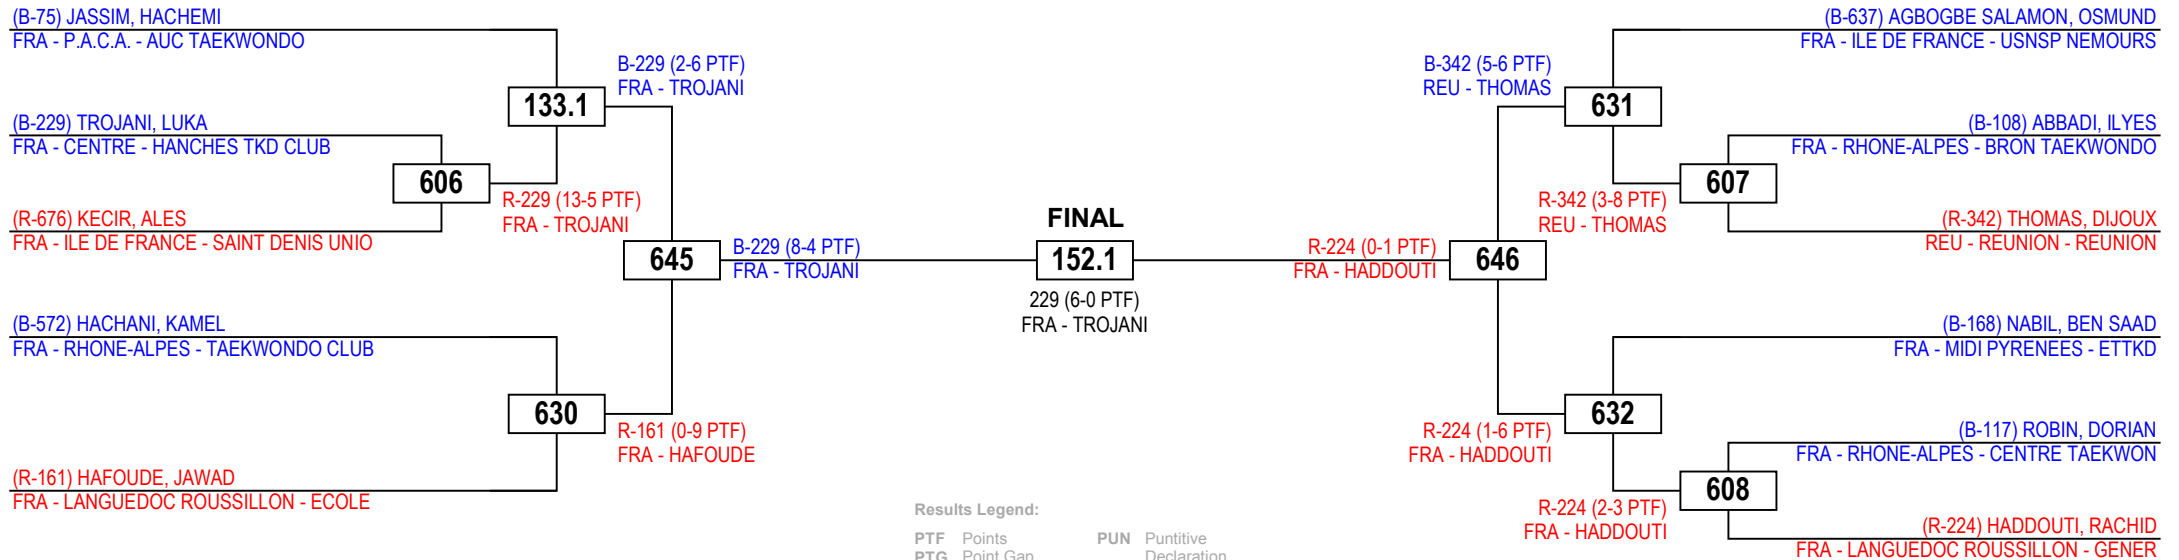 (B-75) JASSIM, HACHEMI
FRA - P.A.C.A. - AUC TAEKWONDO
(B-229) TROJANI, LUKA
FRA - CENTRE - HANCHES TKD CLUB
(R-676) KECIR, ALES
FRA - ILE DE FRANCE - SAINT DENIS UNIO
(B-572) HACHANI, KAMEL
FRA - RHONE-ALPES - TAEKWONDO CLUB
(R-161) HAFOUDE, JAWAD
FRA - LANGUEDOC ROUSSILLON - ECOLE
606
133.1
630
R-229 (13-5 PTF)
FRA - TROJANI
B-229 (2-6 PTF)
FRA - TROJANI
R-161 (0-9 PTF)
FRA - HAFOUDE
645
B-229 (8-4 PTF)
FRA - TROJANI
FINAL
152.1
229 (6-0 PTF)
FRA - TROJANI
R-224 (0-1 PTF)
FRA - HADDOUTI
646
B-342 (5-6 PTF)
REU - THOMAS
R-224 (1-6 PTF)
FRA - HADDOUTI
631
632
R-342 (3-8 PTF)
REU - THOMAS
R-224 (2-3 PTF)
FRA - HADDOUTI
607
608
(B-637) AGBOGBE SALAMON, OSMUND
FRA - ILE DE FRANCE - USNSP NEMOURS
(B-108) ABBADI, ILYES
FRA - RHONE-ALPES - BRON TAEKWONDO
(R-342) THOMAS, DIJOUX
REU - REUNION - REUNION
(B-168) NABIL, BEN SAAD
FRA - MIDI PYRENEES - ETTKD
(B-117) ROBIN, DORIAN
FRA - RHONE-ALPES - CENTRE TAEKWON
(R-224) HADDOUTI, RACHID
FRA - LANGUEDOC ROUSSILLON - GENER
Results Legend:
PTF Points PUN Puntitive
PTG Point Gap Declaration